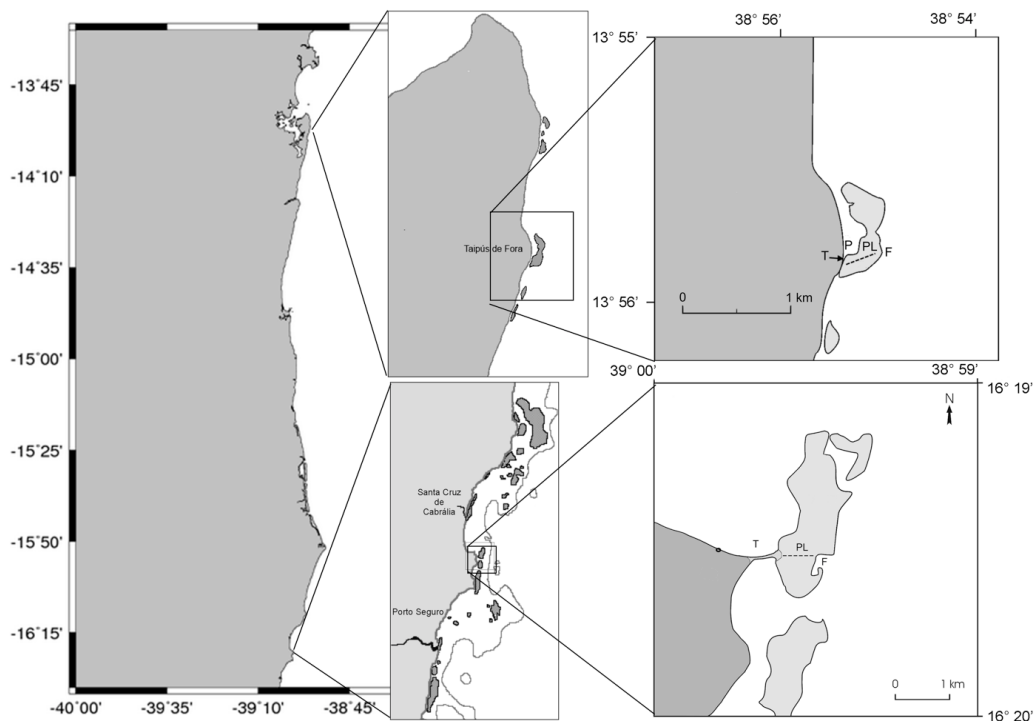 -13˚45'
-14˚10'
-14˚35'
-15˚00'
-15˚25'
-15˚50'
-16˚15'
-40˚00'
-39˚35'
-39˚10'
-38˚45'
Taipús de Fora
38° 56'
38° 54'
13° 55'
13° 56'
T
P
PL
F
0
1 km
Santa Cruz
de
Cabrália
Porto Seguro
39° 00'
38° 59'
16° 19'
N
T
PL
F
0
1 km
16° 20'